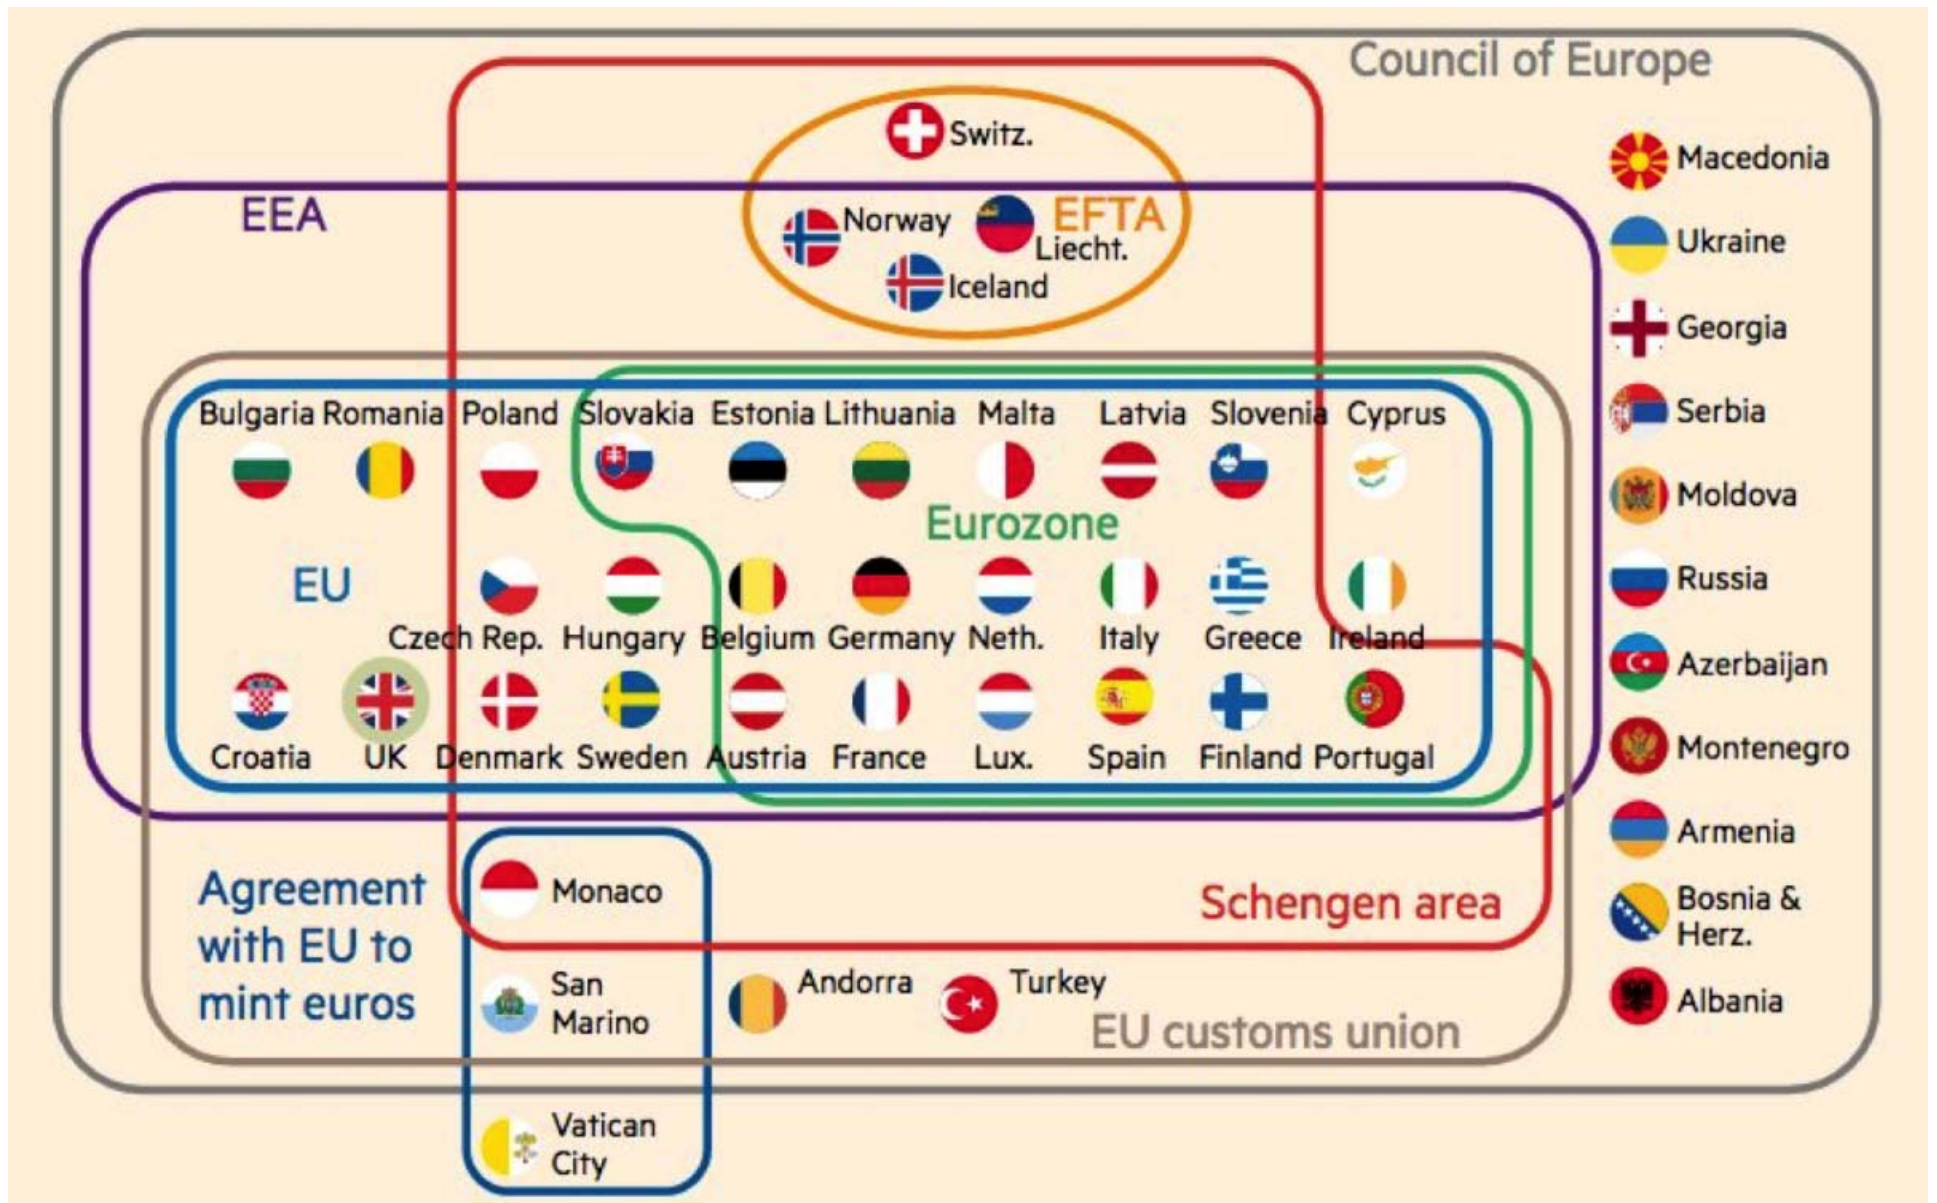 Council of Europe
Switz.
Macedonia
EEA
Norway
EFTA
Liecht.
Iceland
Ukraine
Georgia
Serbia
Moldova
Russia
Azerbaijan
Montenegro
Armenia
Bosnia &
Herz.
Albania
Bulgaria Romania Poland Slovakia Estonia Lithuania Malta Latvia Slovenia Cyprus
Eurozone
EU
Czech Rep. Hungary Belgium Germany Neth. Italy Greece Ireland
Croatia UK Denmark Sweden Austria France Lux. Spain Finland Portugal
Agreement
with EU to
mint euros
Monaco
Schengen area
San
Marino
Andorra
Turkey
EU customs union
Vatican
City